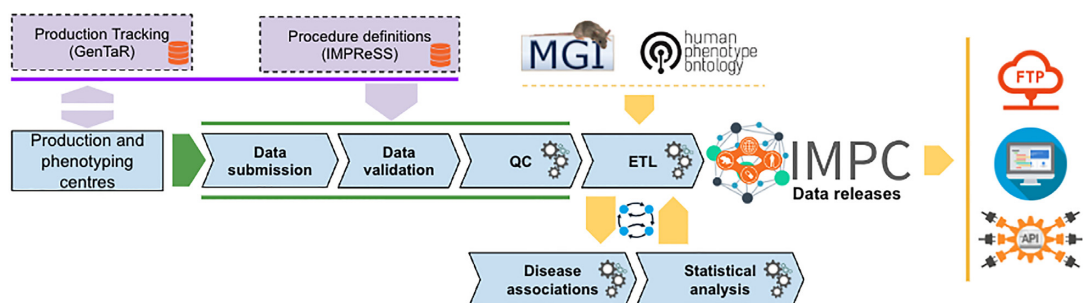 Production Tracking
(GenTaR)
Procedure definitions
(IMPReSS)
MGI
human
phenotype
ontology
FTP
Production and
phenotyping
centres
Data
submission
Data
validation
QC
ETL
IMPC
Data releases
API
Disease
associations
Statistical
analysis